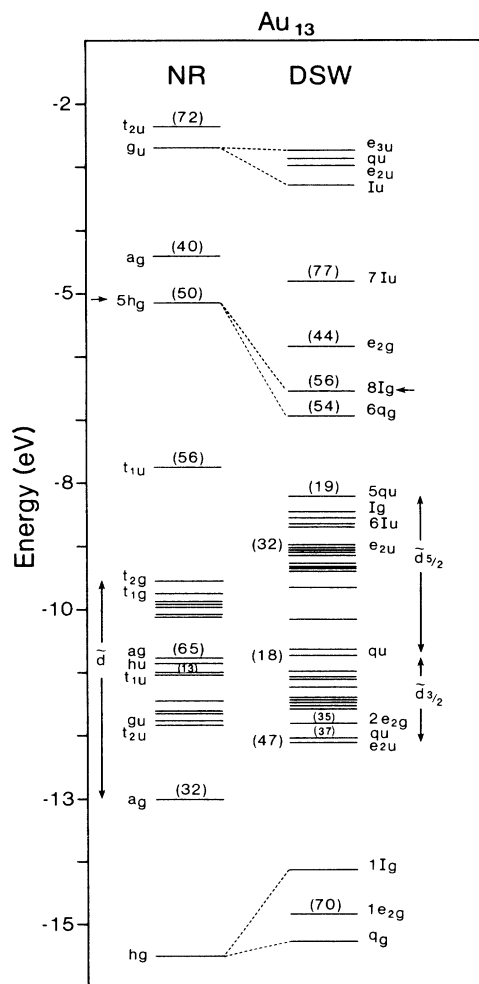 Au13
NR DSW
Energy (eV)
-2
-5
-8
-10
-13
-15
t2u (72)
gu
ag (40)
5hg (50)
t1u (56)
t2g
t1g
ag (65)
hu (13)
t1u
gu
t2u
ag (32)
hg
d̃
e3u
qu
e2u
Iu
(77) 7Iu
(44) e2g
(56) 8Ig
(54) 6qg
(19) 5qu
Ig
6Iu
(32) e2u
(18) qu
(35) 2e2g
(37) qu
(47) e2u
1Ig
(70) 1e2g
qg
d̃5/2
d̃3/2